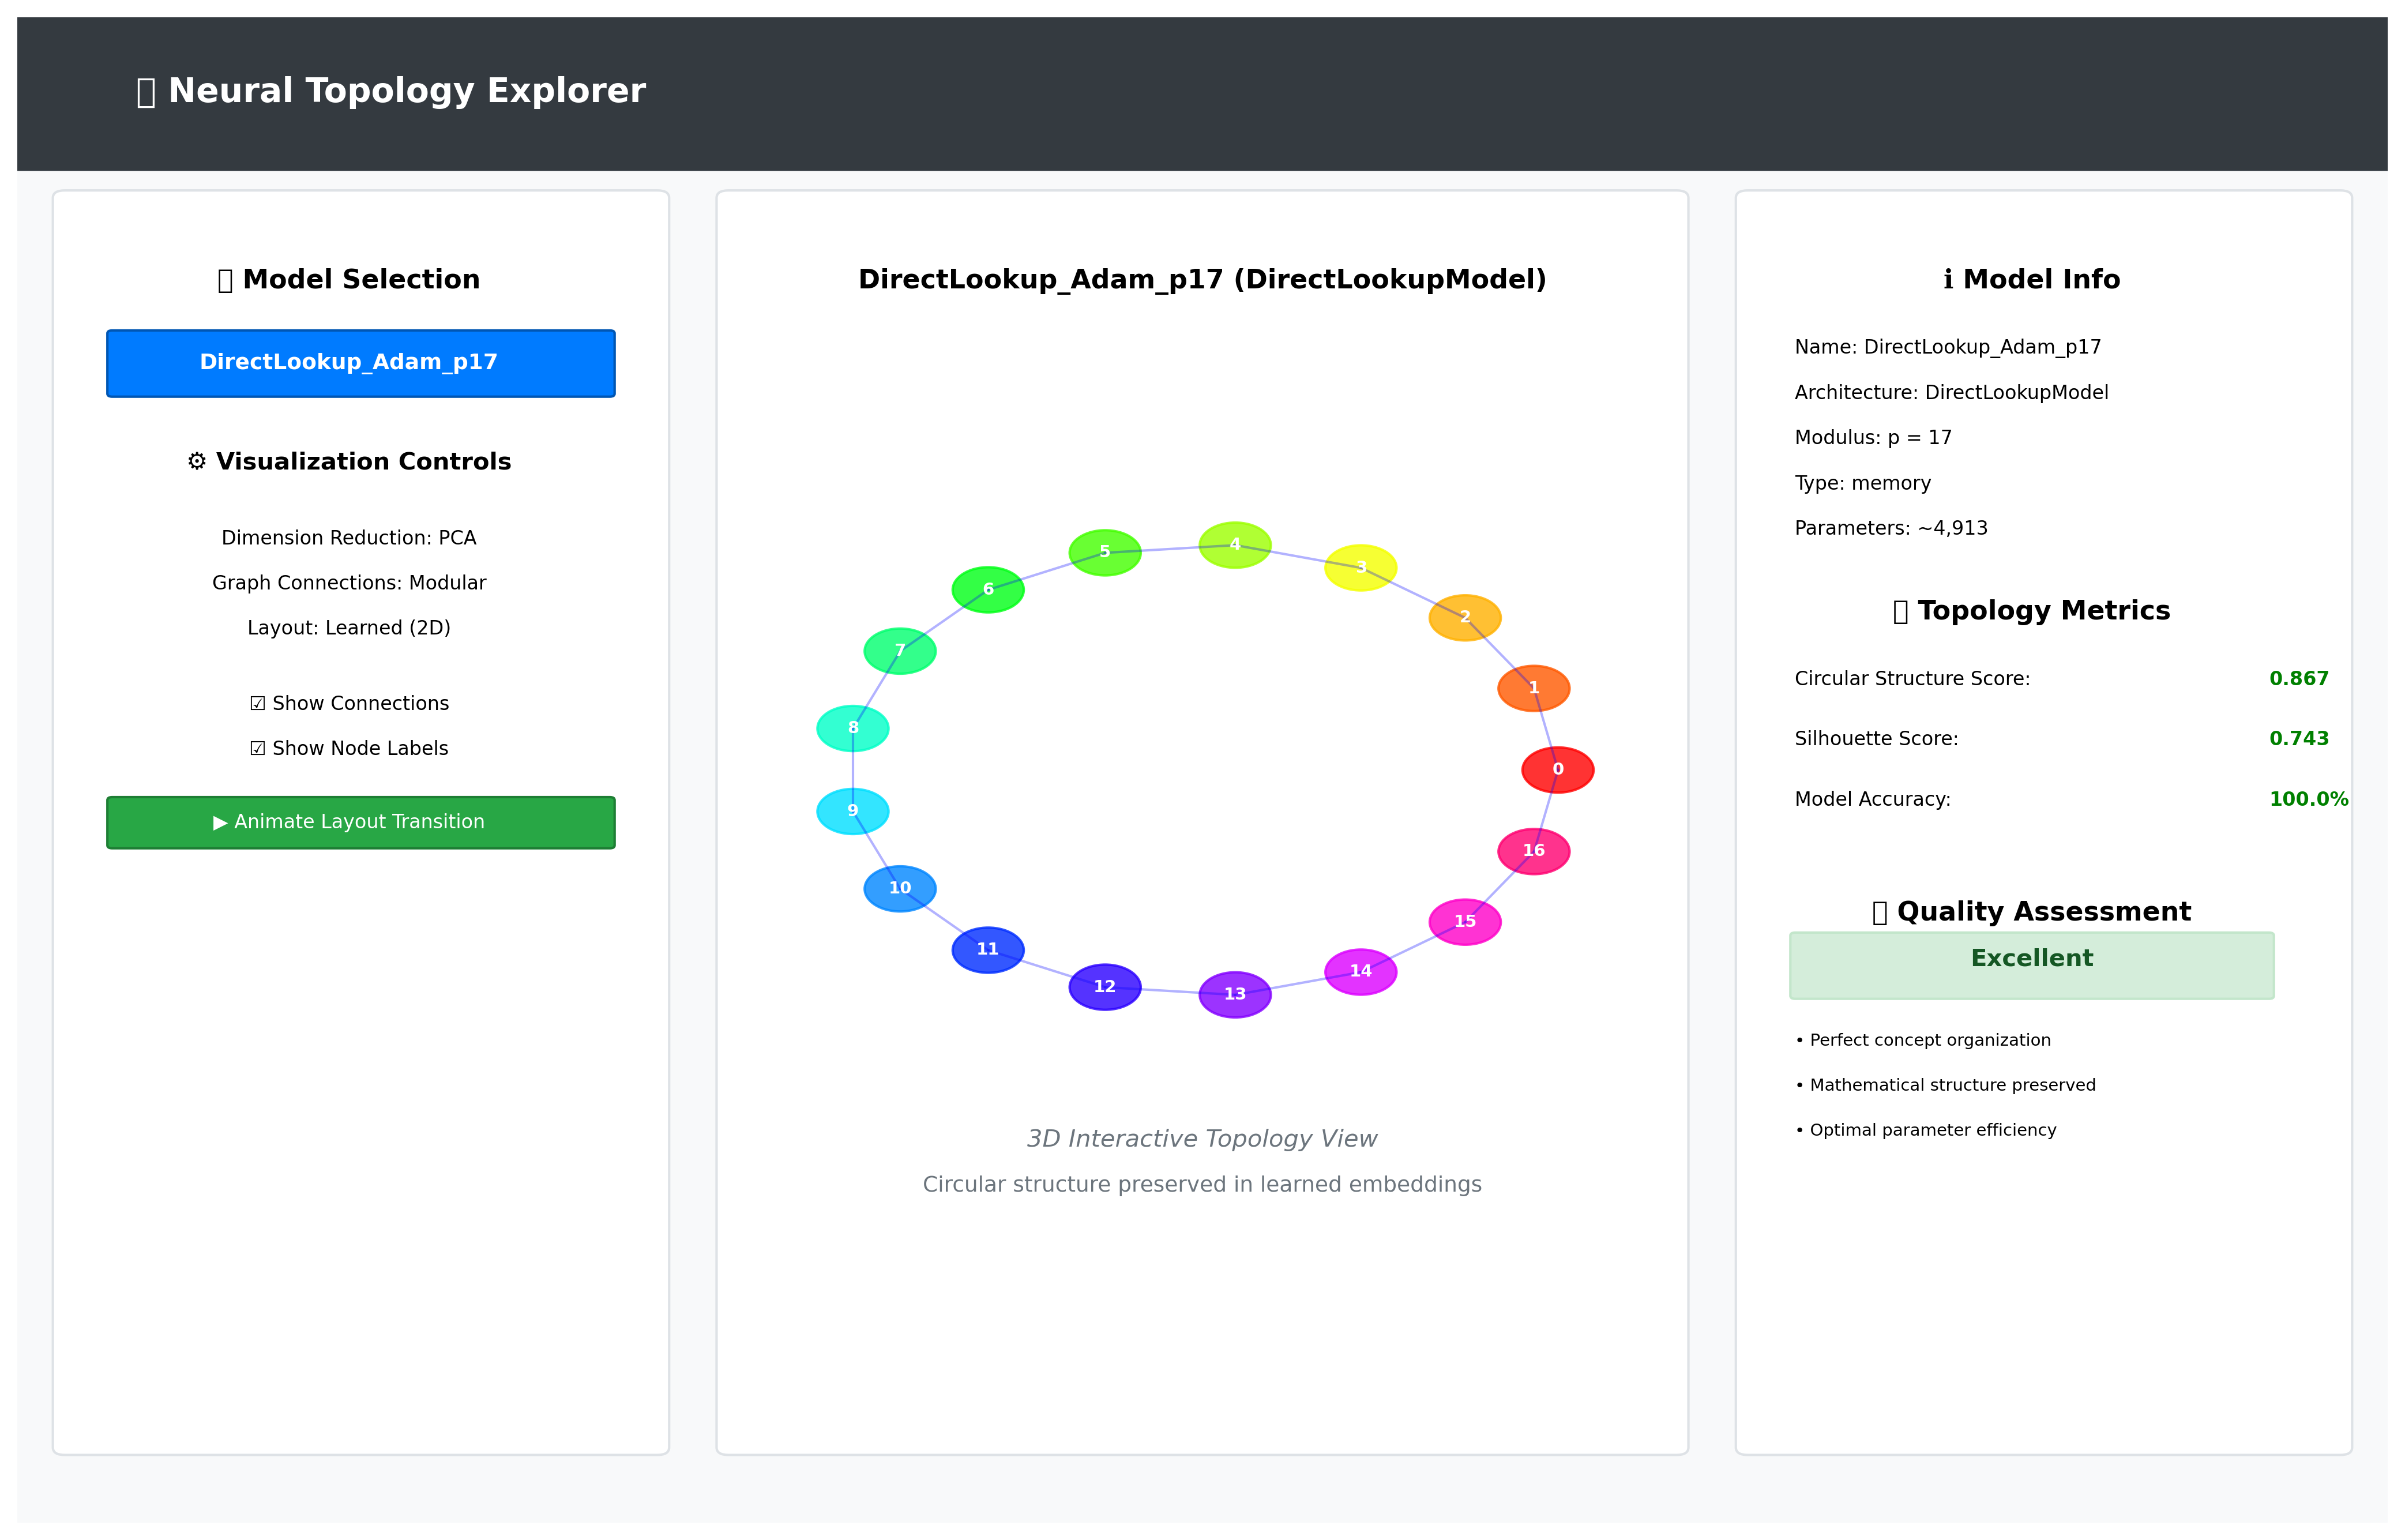 Neural Topology Explorer
Model Selection
DirectLookup_Adam_p17
⚙ Visualization Controls
Dimension Reduction: PCA
Graph Connections: Modular
Layout: Learned (2D)
☑ Show Connections
☑ Show Node Labels
▶ Animate Layout Transition
DirectLookup_Adam_p17 (DirectLookupModel)
4
5
3
6
2
7
1
8
0
9
16
10
15
11
14
12
13
3D Interactive Topology View
Circular structure preserved in learned embeddings
ℹ Model Info
Name: DirectLookup_Adam_p17
Architecture: DirectLookupModel
Modulus: p = 17
Type: memory
Parameters: ~4,913
Topology Metrics
Circular Structure Score: 0.867
Silhouette Score: 0.743
Model Accuracy: 100.0%
Quality Assessment
Excellent
• Perfect concept organization
• Mathematical structure preserved
• Optimal parameter efficiency